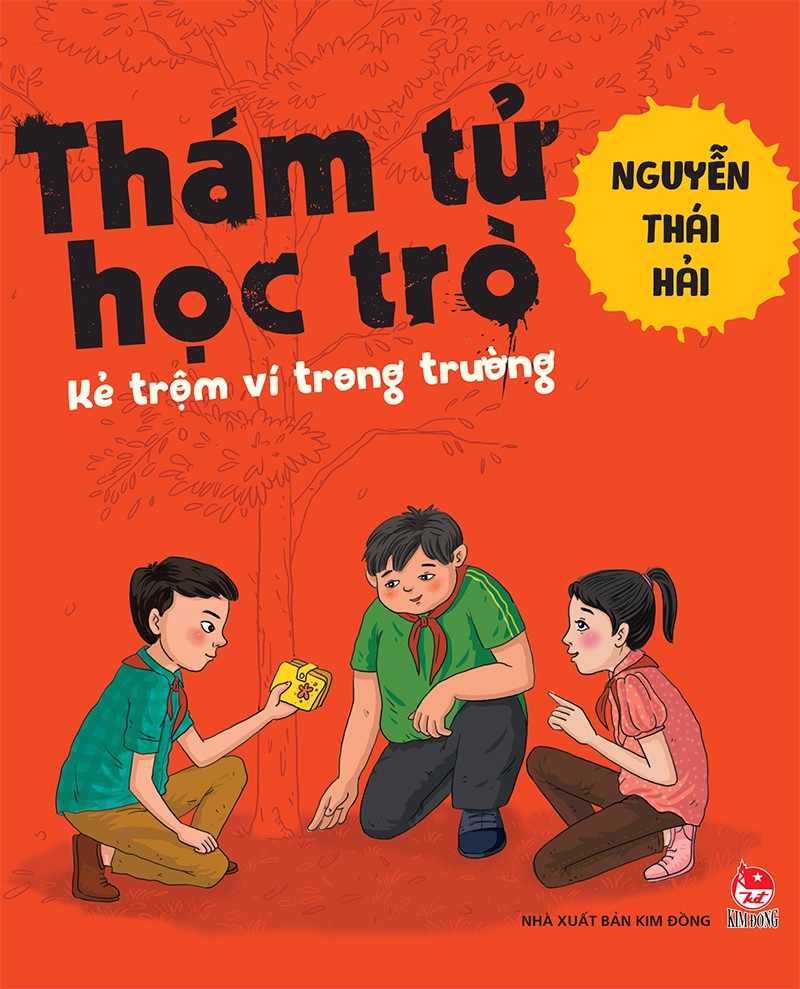 Thám tử
học trò
Kẻ trộm ví trong trường
NGUYỄN
THÁI
HẢI
NHÀ XUẤT BẢN KIM ĐỒNG
kđ
KIM ĐỒNG